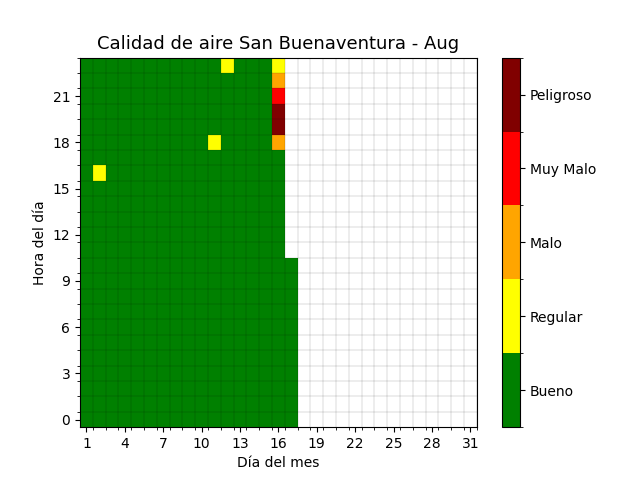 Calidad de aire San Buenaventura - Aug
Hora del día
21
18
15
12
9
6
3
0
1 4 7 10 13 16 19 22 25 28 31
Día del mes
Peligroso
Muy Malo
Malo
Regular
Bueno